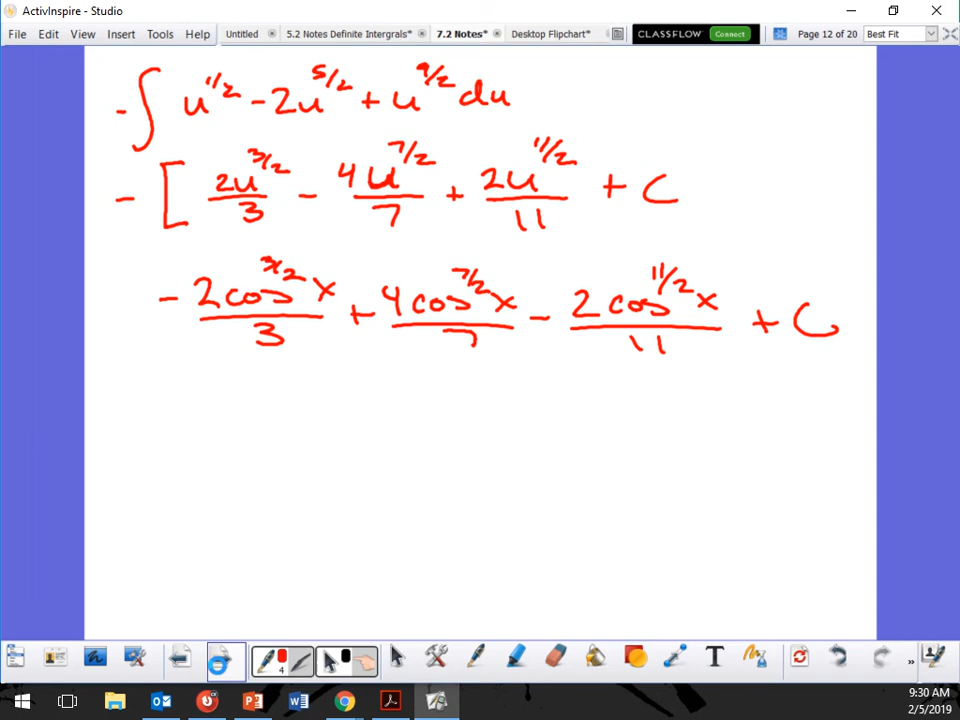 ActivInspire - Studio
File Edit View Insert Tools Help Untitled 5.2 Notes Definite Intergrals* 7.2 Notes* Desktop Flipchart* CLASSFLOW Connect Page 12 of 20 Best Fit
-∫ u^{1/2} - 2u^{5/2} + u^{9/2} du
- [ 2u^{3/2}/3 - 4u^{7/2}/7 + 2u^{11/2}/11 + C
- 2cos^{3/2}x/3 + 4cos^{7/2}x/7 - 2cos^{11/2}x/11 + C
4
T
»
9:30 AM
2/5/2019